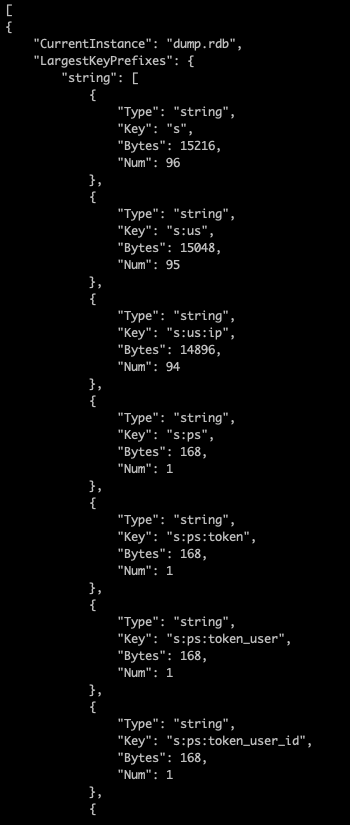 [
{
"CurrentInstance": "dump.rdb",
"LargestKeyPrefixes": {
"string": [
{
"Type": "string",
"Key": "s",
"Bytes": 15216,
"Num": 96
},
{
"Type": "string",
"Key": "s:us",
"Bytes": 15048,
"Num": 95
},
{
"Type": "string",
"Key": "s:us:ip",
"Bytes": 14896,
"Num": 94
},
{
"Type": "string",
"Key": "s:ps",
"Bytes": 168,
"Num": 1
},
{
"Type": "string",
"Key": "s:ps:token",
"Bytes": 168,
"Num": 1
},
{
"Type": "string",
"Key": "s:ps:token_user",
"Bytes": 168,
"Num": 1
},
{
"Type": "string",
"Key": "s:ps:token_user_id",
"Bytes": 168,
"Num": 1
},
{